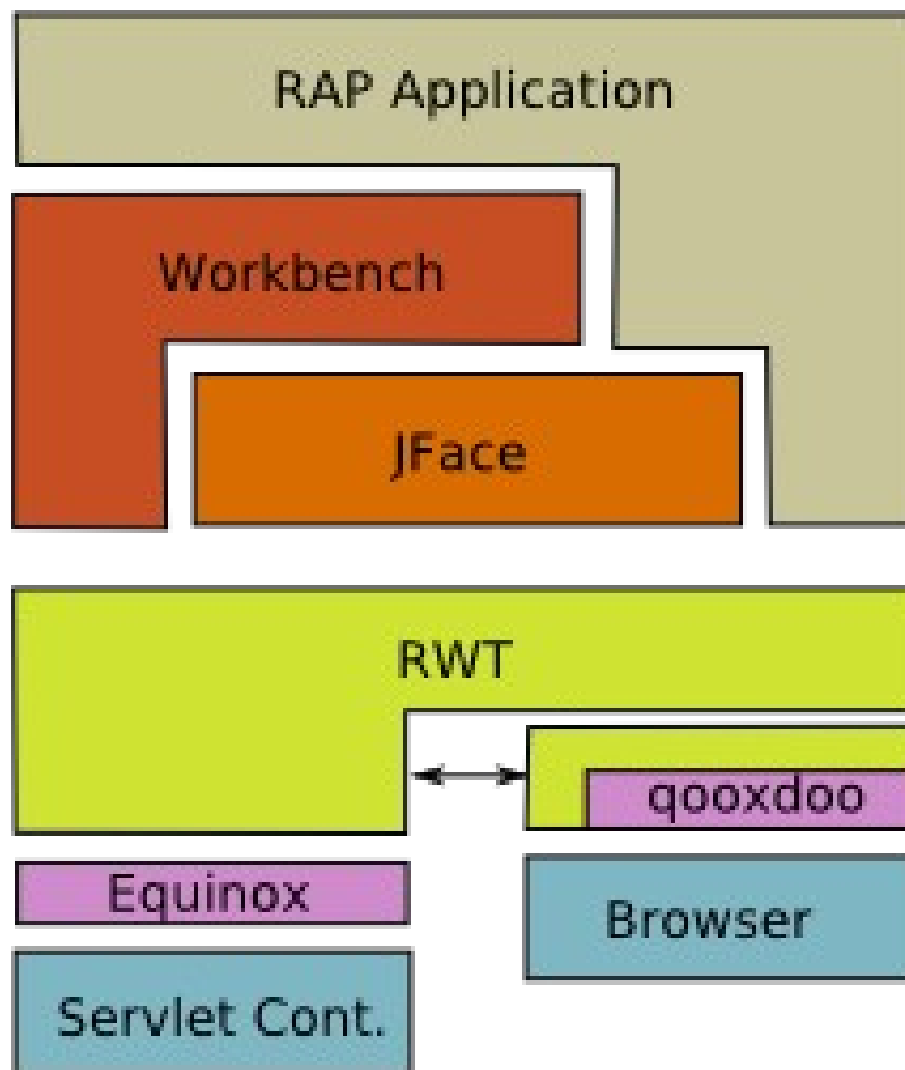 RAP Application
Workbench
JFace
RWT
qooxdoo
Equinox
Browser
Servlet Cont.